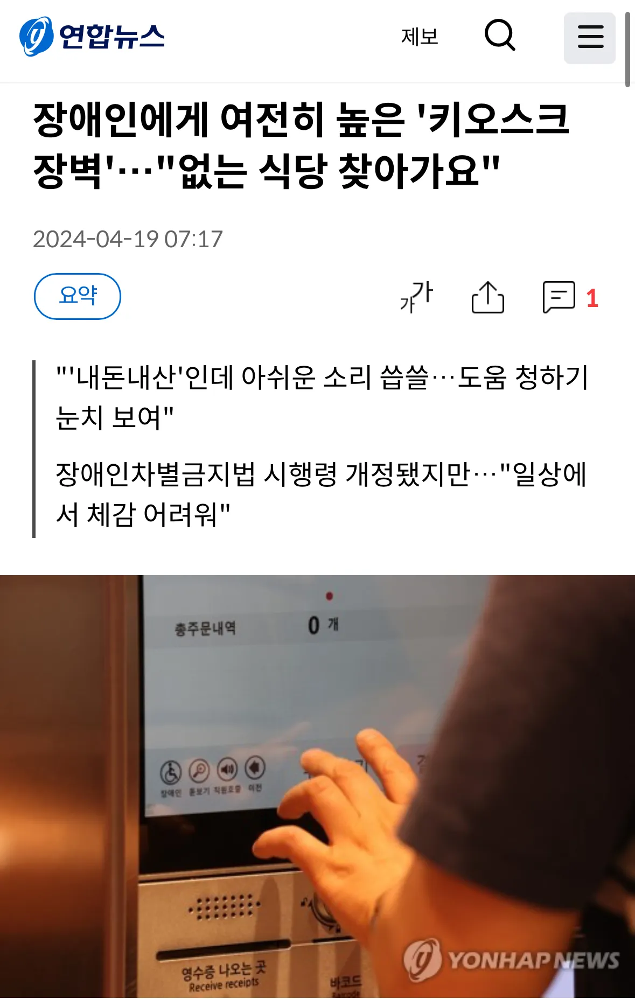 연합뉴스
제보
장애인에게 여전히 높은 '키오스크
장벽'…"없는 식당 찾아가요"
2024-04-19 07:17
요약
가가
1
"'내돈내산'인데 아쉬운 소리 씁쓸…도움 청하기
눈치 보여"
장애인차별금지법 시행령 개정됐지만…"일상에
서 체감 어려워"
총주문내역 0 개
장애인 돋보기 직원호출 이전
영수증 나오는 곳
Receive receipts
바코드
Barcode
YONHAP NEWS